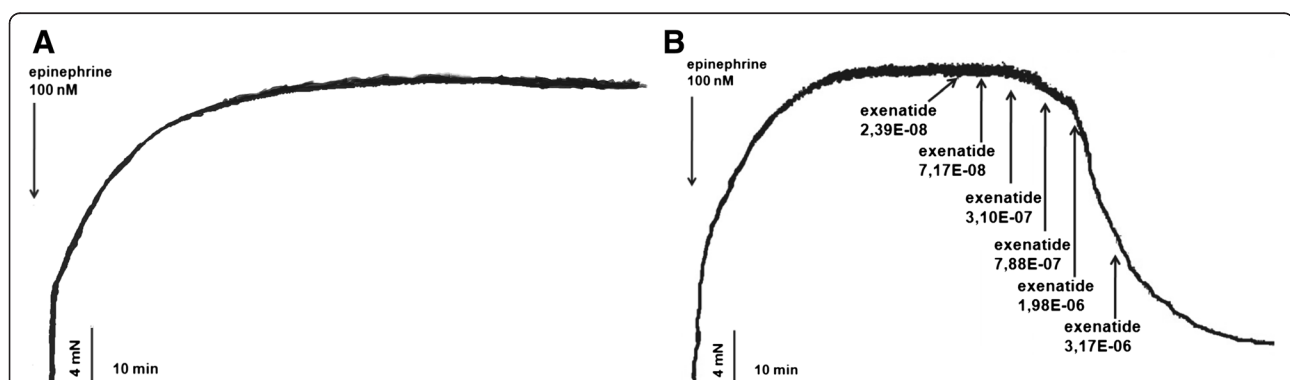 A
epinephrine
100 nM
4 mN
10 min
B
epinephrine
100 nM
exenatide
2,39E-08
exenatide
7,17E-08
exenatide
3,10E-07
exenatide
7,88E-07
exenatide
1,98E-06
exenatide
3,17E-06
4 mN
10 min